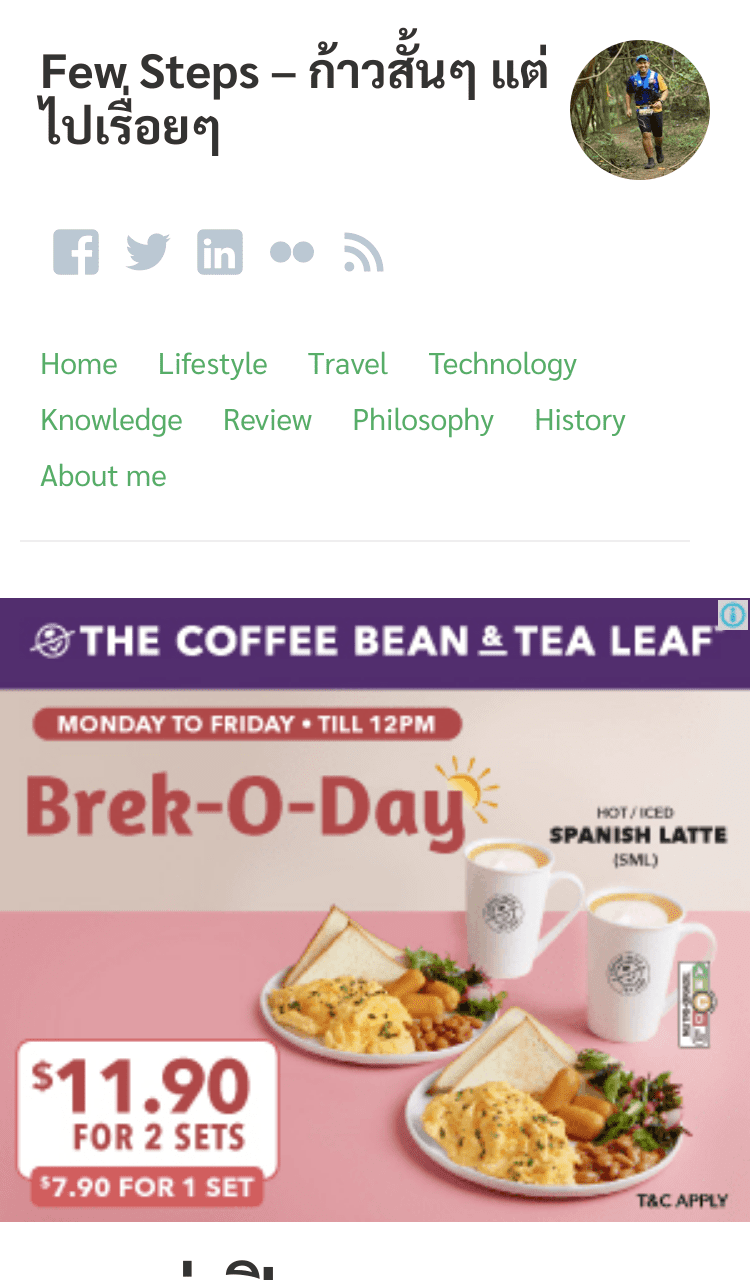 Few Steps – ก้าวสั้นๆ แต่
ไปเรื่อยๆ
Home Lifestyle Travel Technology
Knowledge Review Philosophy History
About me
THE COFFEE BEAN & TEA LEAF
MONDAY TO FRIDAY • TILL 12PM
Brek-O-Day
HOT / ICED
SPANISH LATTE
(SML)
$11.90
FOR 2 SETS
$7.90 FOR 1 SET
T&C APPLY